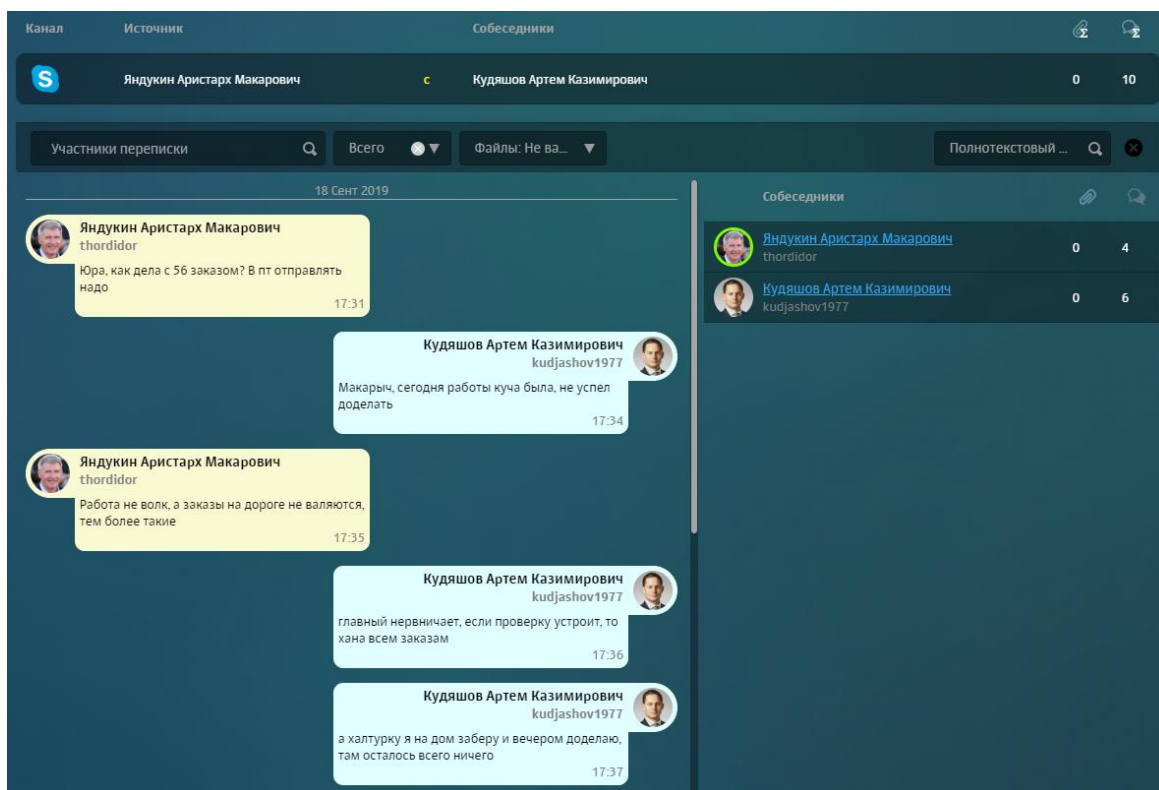 Канал Источник Собеседники Σ Σ
S Яндукин Аристарх Макарович с Кудяшов Артем Казимирович 0 10
Участники переписки Всего Файлы: Не ва... Полнотекстовый ...
18 Сент 2019
Яндукин Аристарх Макарович
thordidor
Юра, как дела с 56 заказом? В пт отправлять
надо
17:31
Кудяшов Артем Казимирович
kudjashov1977
Макарыч, сегодня работы куча была, не успел
доделать
17:34
Яндукин Аристарх Макарович
thordidor
Работа не волк, а заказы на дороге не валяются,
тем более такие
17:35
Кудяшов Артем Казимирович
kudjashov1977
главный нервничает, если проверку устроит, то
хана всем заказам
17:36
Кудяшов Артем Казимирович
kudjashov1977
а халтурку я на дом заберу и вечером доделаю,
там осталось всего ничего
17:37
Собеседники
Яндукин Аристарх Макарович 0 4
thordidor
Кудяшов Артем Казимирович 0 6
kudjashov1977